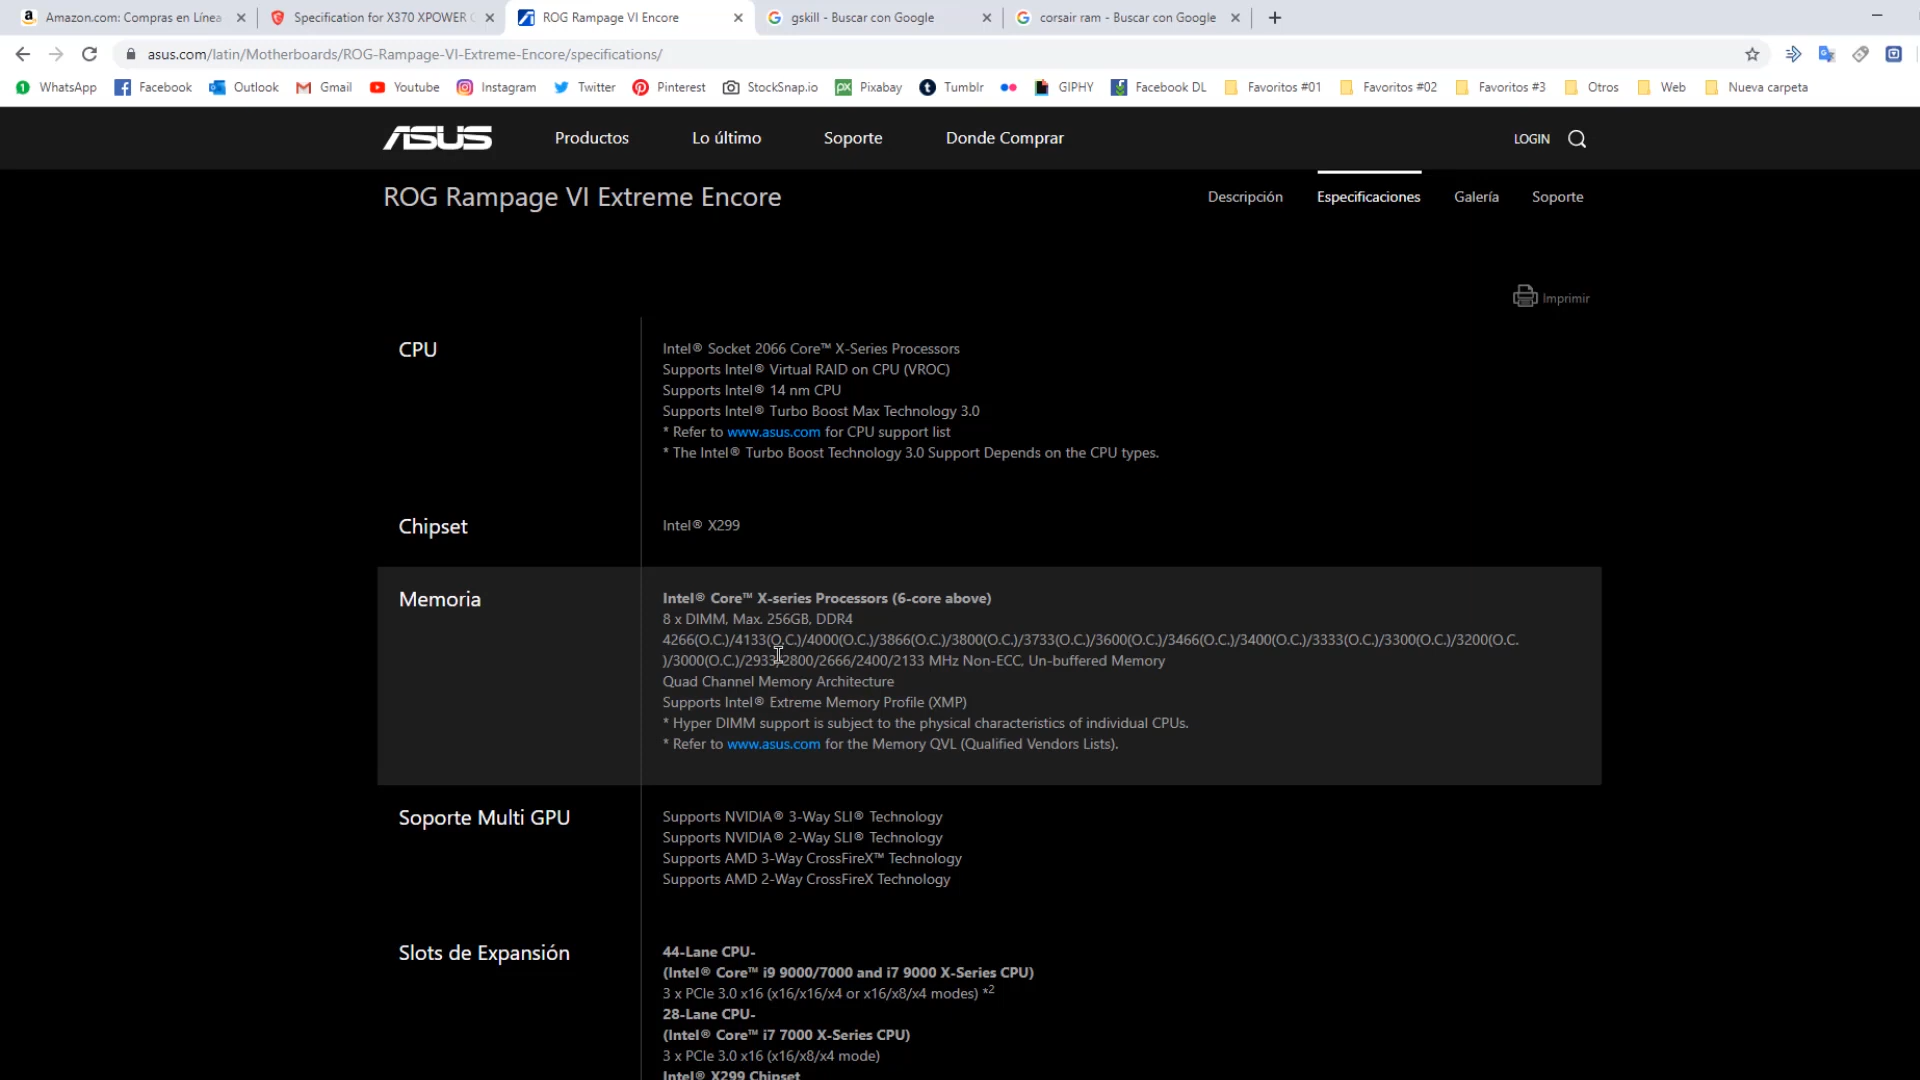 Amazon.com: Compras en Línea
Specification for X370 XPOWER
ROG Rampage VI Encore
gskill - Buscar con Google
corsair ram - Buscar con Google
asus.com/latin/Motherboards/ROG-Rampage-VI-Extreme-Encore/specifications/
WhatsApp
Facebook
Outlook
Gmail
Youtube
Instagram
Twitter
Pinterest
StockSnap.io
Pixabay
Tumblr
GIPHY
Facebook DL
Favoritos #01
Favoritos #02
Favoritos #3
Otros
Web
Nueva carpeta
ASUS
Productos
Lo último
Soporte
Donde Comprar
LOGIN
ROG Rampage VI Extreme Encore
Descripción
Especificaciones
Galería
Soporte
Imprimir
CPU
Intel® Socket 2066 Core™ X-Series Processors
Supports Intel® Virtual RAID on CPU (VROC)
Supports Intel® 14 nm CPU
Supports Intel® Turbo Boost Max Technology 3.0
* Refer to www.asus.com for CPU support list
* The Intel® Turbo Boost Technology 3.0 Support Depends on the CPU types.
Chipset
Intel® X299
Memoria
Intel® Core™ X-series Processors (6-core above)
8 x DIMM, Max. 256GB, DDR4
4266(O.C.)/4133(O.C.)/4000(O.C.)/3866(O.C.)/3800(O.C.)/3733(O.C.)/3600(O.C.)/3466(O.C.)/3400(O.C.)/3333(O.C.)/3300(O.C.)/3200(O.C.
)/3000(O.C.)/2933/2800/2666/2400/2133 MHz Non-ECC, Un-buffered Memory
Quad Channel Memory Architecture
Supports Intel® Extreme Memory Profile (XMP)
* Hyper DIMM support is subject to the physical characteristics of individual CPUs.
* Refer to www.asus.com for the Memory QVL (Qualified Vendors Lists).
Soporte Multi GPU
Supports NVIDIA® 3-Way SLI® Technology
Supports NVIDIA® 2-Way SLI® Technology
Supports AMD 3-Way CrossFireX™ Technology
Supports AMD 2-Way CrossFireX Technology
Slots de Expansión
44-Lane CPU-
(Intel® Core™ i9 9000/7000 and i7 9000 X-Series CPU)
3 x PCIe 3.0 x16 (x16/x16/x4 or x16/x8/x4 modes) *2
28-Lane CPU-
(Intel® Core™ i7 7000 X-Series CPU)
3 x PCIe 3.0 x16 (x16/x8/x4 mode)
Intel® X299 Chipset